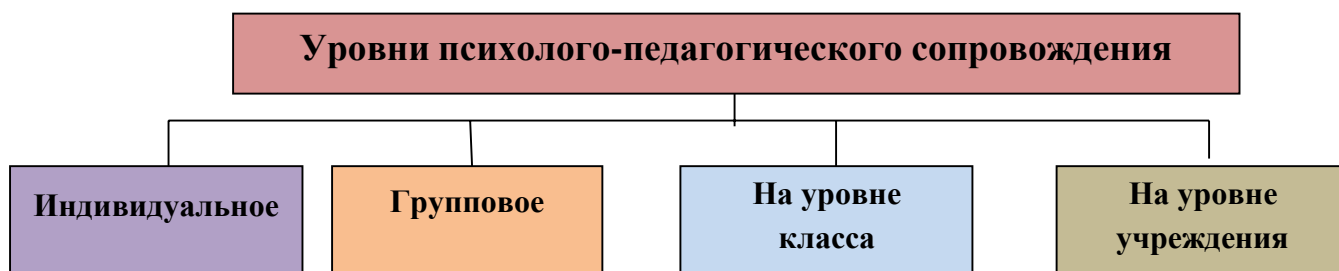 Уровни психолого-педагогического сопровождения
Индивидуальное
Групповое
На уровне
класса
На уровне
учреждения